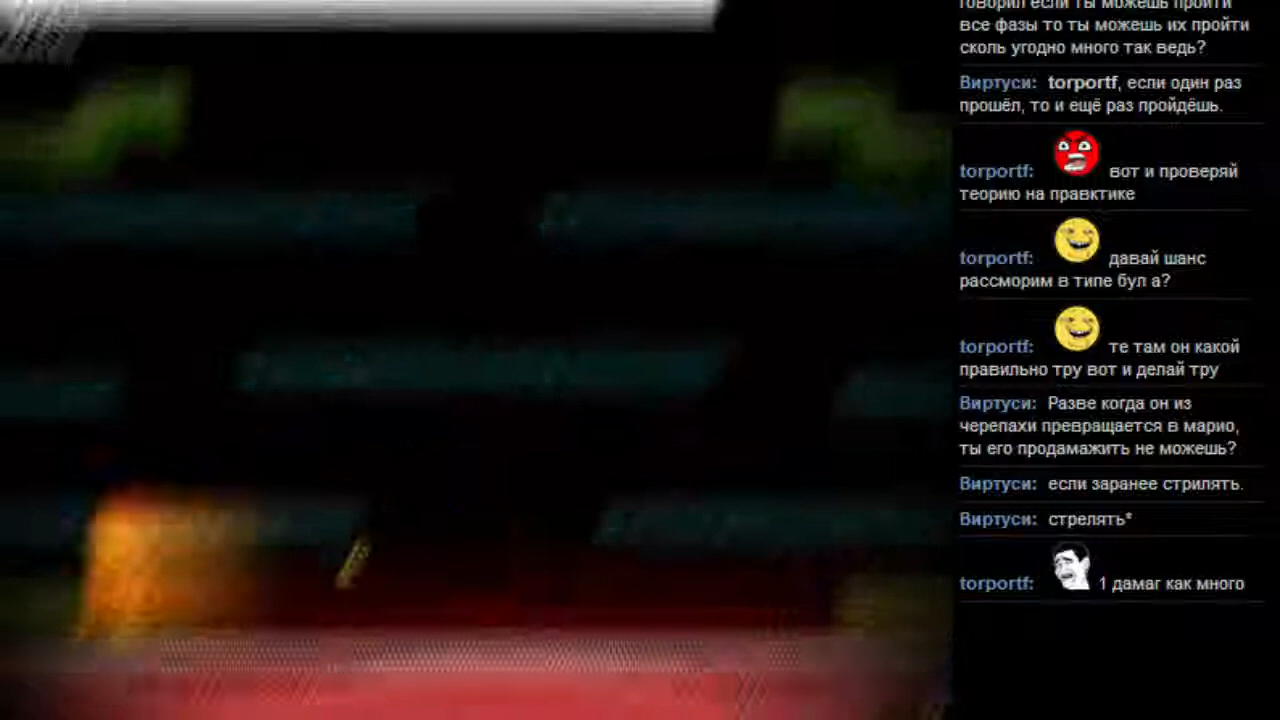 говорил если ты можешь пройти
все фазы то ты можешь их пройти
сколь угодно много так ведь?
Виртуси: torportf, если один раз
прошёл, то и ещё раз пройдёшь.
torportf: вот и проверяй
теорию на правктике
torportf: давай шанс
рассморим в типе бул а?
torportf: те там он какой
правильно тру вот и делай тру
Виртуси: Разве когда он из
черепахи превращается в марио,
ты его продамажить не можешь?
Виртуси: если заранее стрилять.
Виртуси: стрелять*
torportf: 1 дамаг как много